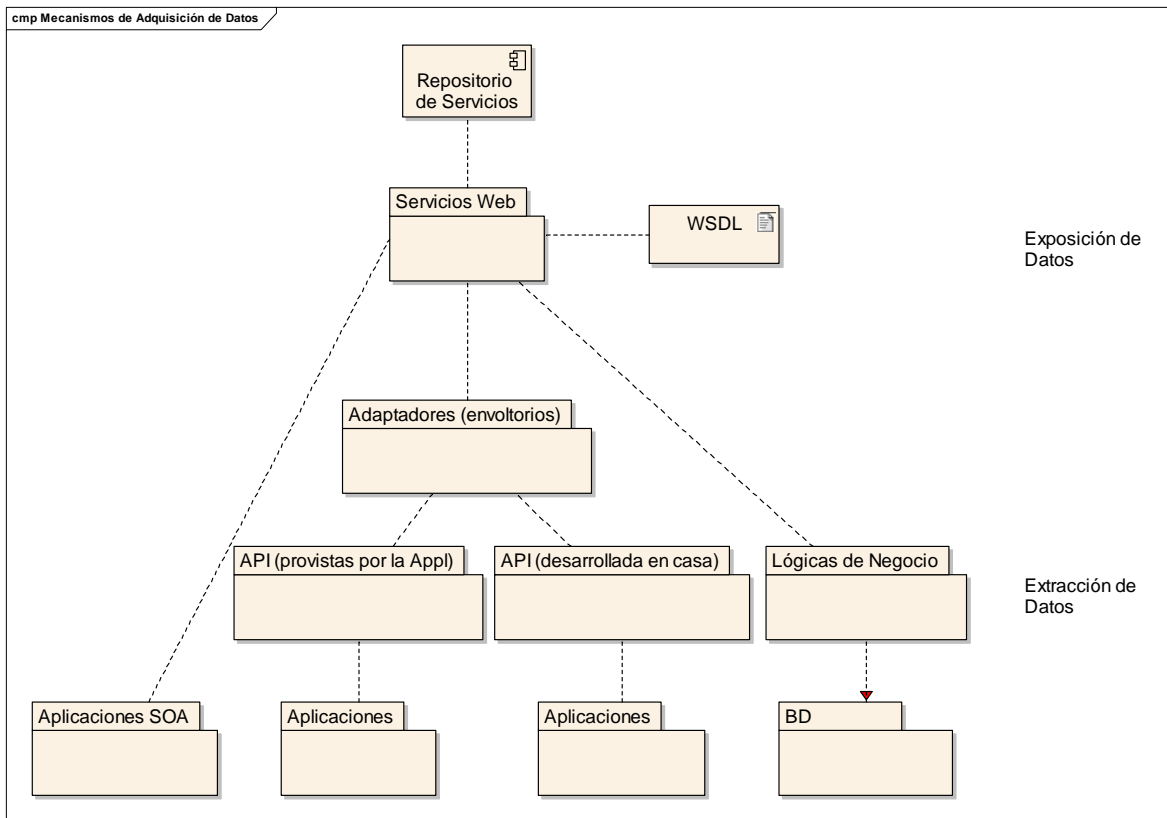 cmp Mecanismos de Adquisición de Datos
Repositorio
de Servicios
Servicios Web
WSDL
Exposición de
Datos
Adaptadores (envoltorios)
API (provistas por la Appl)
API (desarrollada en casa)
Lógicas de Negocio
Extracción de
Datos
Aplicaciones SOA
Aplicaciones
Aplicaciones
BD